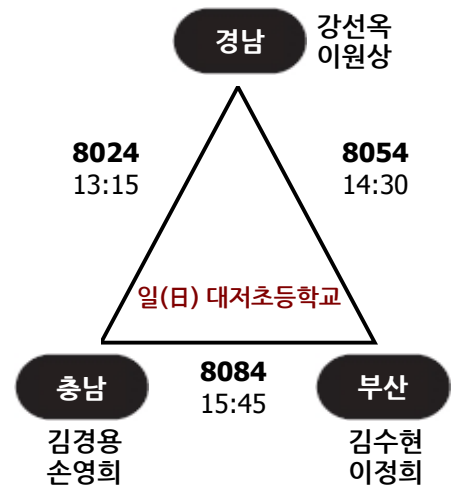 경남
강선옥
이원상
8024
13:15
8054
14:30
일(日) 대저초등학교
충남
8084
15:45
부산
김경용
손영희
김수현
이정희